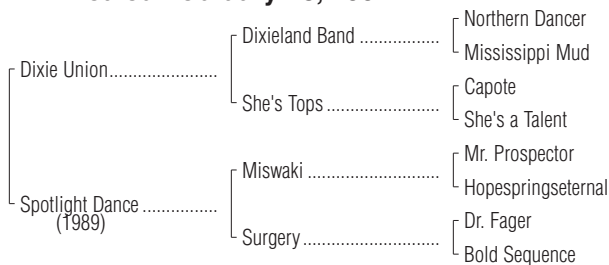 Dixie Union
Spotlight Dance
(1989)
Dixieland Band
She's Tops
Miswaki
Surgery
Northern Dancer
Mississippi Mud
Capote
She's a Talent
Mr. Prospector
Hopespringseternal
Dr. Fager
Bold Sequence